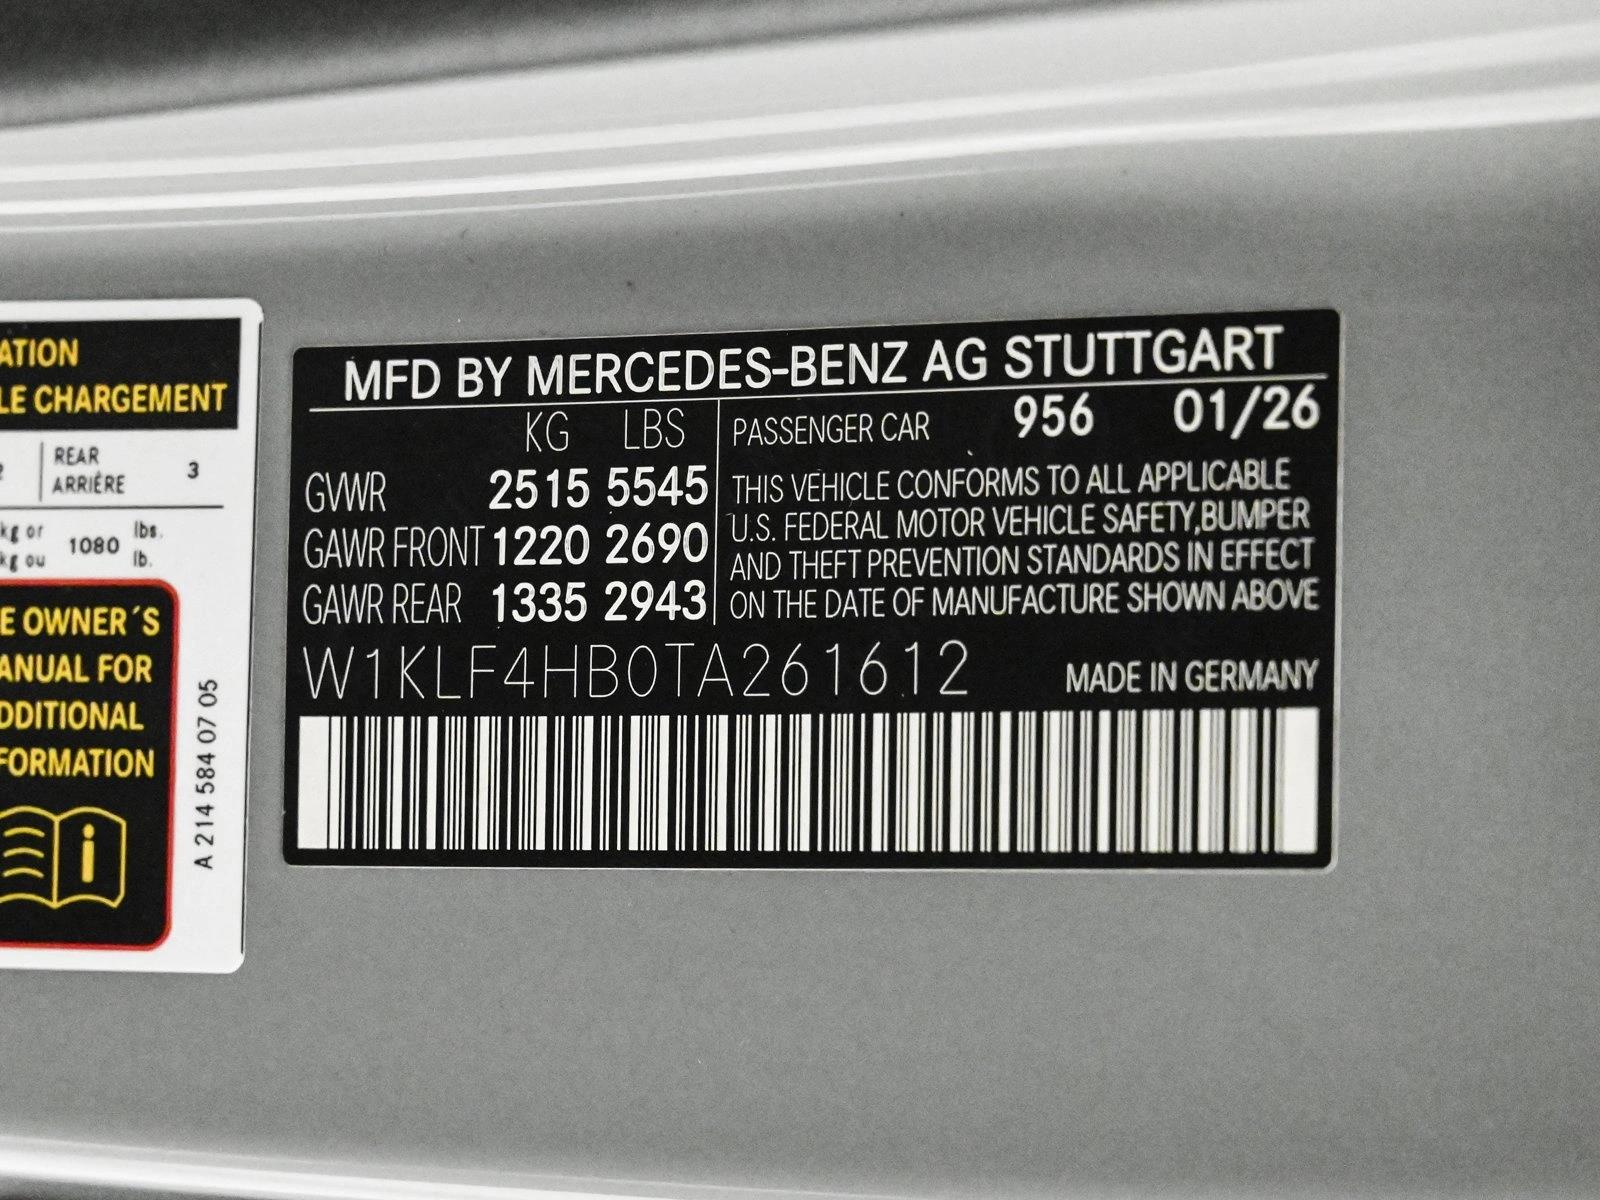 ATION
LE CHARGEMENT
2 REAR 3
ARRIÉRE
kg or 1080 lbs.
kg ou lb.
E OWNER´S
ANUAL FOR
DDITIONAL
FORMATION
A 214 584 07 05
MFD BY MERCEDES-BENZ AG STUTTGART
KG LBS PASSENGER CAR 956 01/26
GVWR 2515 5545
GAWR FRONT 1220 2690
GAWR REAR 1335 2943
THIS VEHICLE CONFORMS TO ALL APPLICABLE
U.S. FEDERAL MOTOR VEHICLE SAFETY,BUMPER
AND THEFT PREVENTION STANDARDS IN EFFECT
ON THE DATE OF MANUFACTURE SHOWN ABOVE
W1KLF4HB0TA261612 MADE IN GERMANY